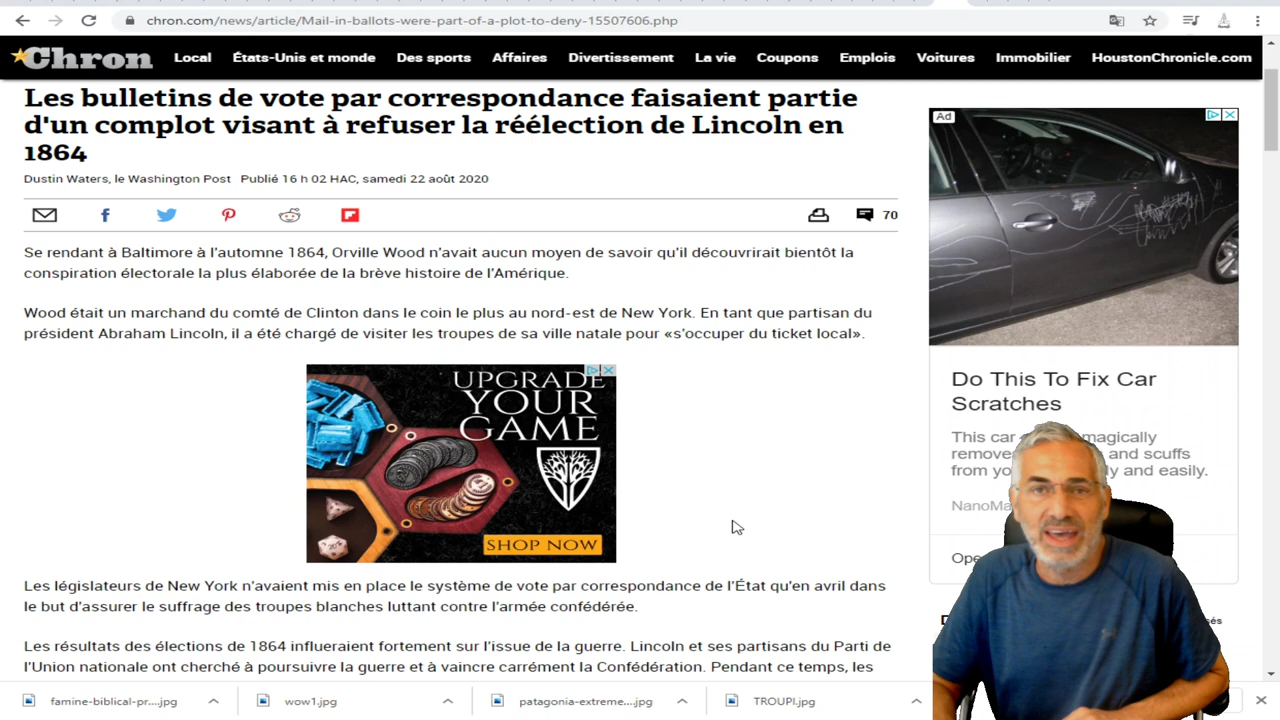 chron.com/news/article/Mail-in-ballots-were-part-of-a-plot-to-deny-15507606.php
Chron
Local États-Unis et monde Des sports Affaires Divertissement La vie Coupons Emplois Voitures Immobilier HoustonChronicle.com
Les bulletins de vote par correspondance faisaient partie
d'un complot visant à refuser la réélection de Lincoln en
1864
Dustin Waters, le Washington Post Publié 16 h 02 HAC, samedi 22 août 2020
70
Se rendant à Baltimore à l'automne 1864, Orville Wood n'avait aucun moyen de savoir qu'il découvrirait bientôt la
conspiration électorale la plus élaborée de la brève histoire de l'Amérique.
Wood était un marchand du comté de Clinton dans le coin le plus au nord-est de New York. En tant que partisan du
président Abraham Lincoln, il a été chargé de visiter les troupes de sa ville natale pour «s'occuper du ticket local».
UPGRADE
YOUR
GAME
SHOP NOW
Les législateurs de New York n'avaient mis en place le système de vote par correspondance de l'État qu'en avril dans
le but d'assurer le suffrage des troupes blanches luttant contre l'armée confédérée.
Les résultats des élections de 1864 influeraient fortement sur l'issue de la guerre. Lincoln et ses partisans du Parti de
l'Union nationale ont cherché à poursuivre la guerre et à vaincre carrément la Confédération. Pendant ce temps, les
Ad
Do This To Fix Car
Scratches
This car magically
and scuffs
from and easily.
famine-biblical-pr....jpg
wow1.jpg
patagonia-extreme....jpg
TROUPI.jpg